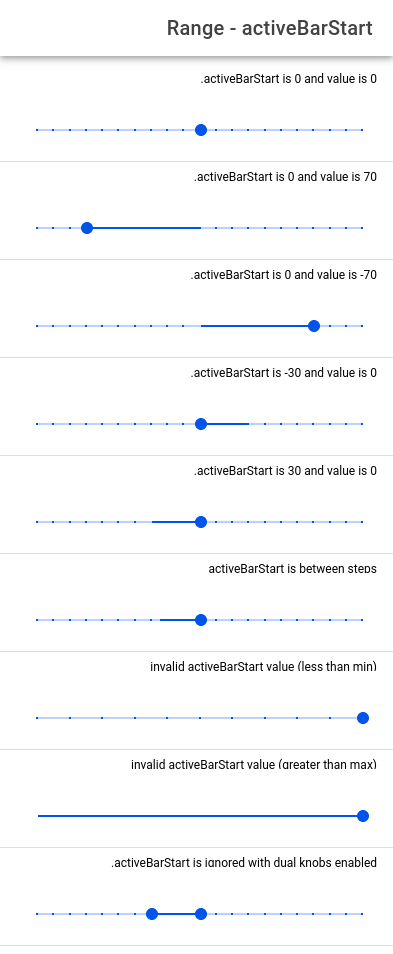 Range - activeBarStart
.activeBarStart is 0 and value is 0
.activeBarStart is 0 and value is 70
.activeBarStart is 0 and value is -70
.activeBarStart is -30 and value is 0
.activeBarStart is 30 and value is 0
activeBarStart is between steps
invalid activeBarStart value (less than min)
invalid activeBarStart value (greater than max)
.activeBarStart is ignored with dual knobs enabled